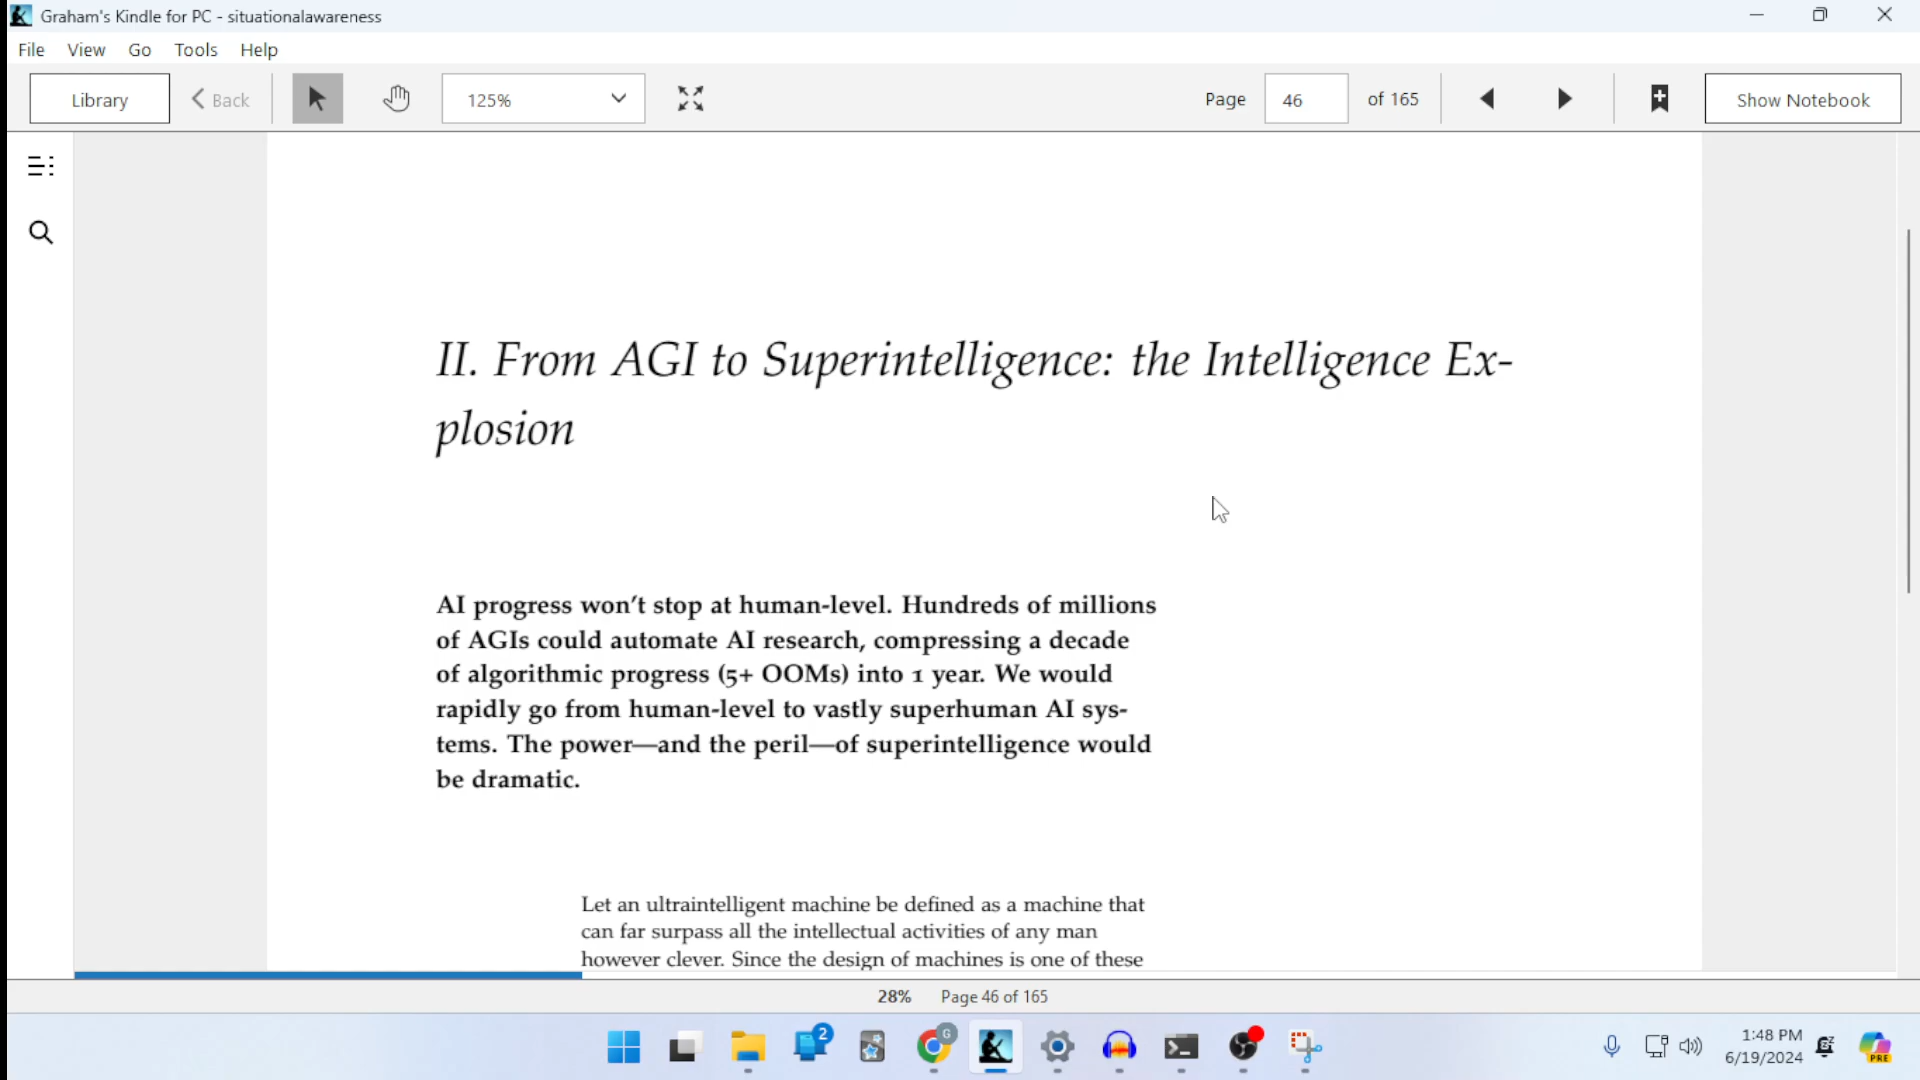 Graham's Kindle for PC - situationalawareness
File View Go Tools Help
Library Back 125% Page 46 of 165 Show Notebook
II. From AGI to Superintelligence: the Intelligence Ex-
plosion
AI progress won't stop at human-level. Hundreds of millions
of AGIs could automate AI research, compressing a decade
of algorithmic progress (5+ OOMs) into 1 year. We would
rapidly go from human-level to vastly superhuman AI sys-
tems. The power—and the peril—of superintelligence would
be dramatic.
Let an ultraintelligent machine be defined as a machine that
can far surpass all the intellectual activities of any man
however clever. Since the design of machines is one of these
28% Page 46 of 165
2
G
1:48 PM
6/19/2024
PRE